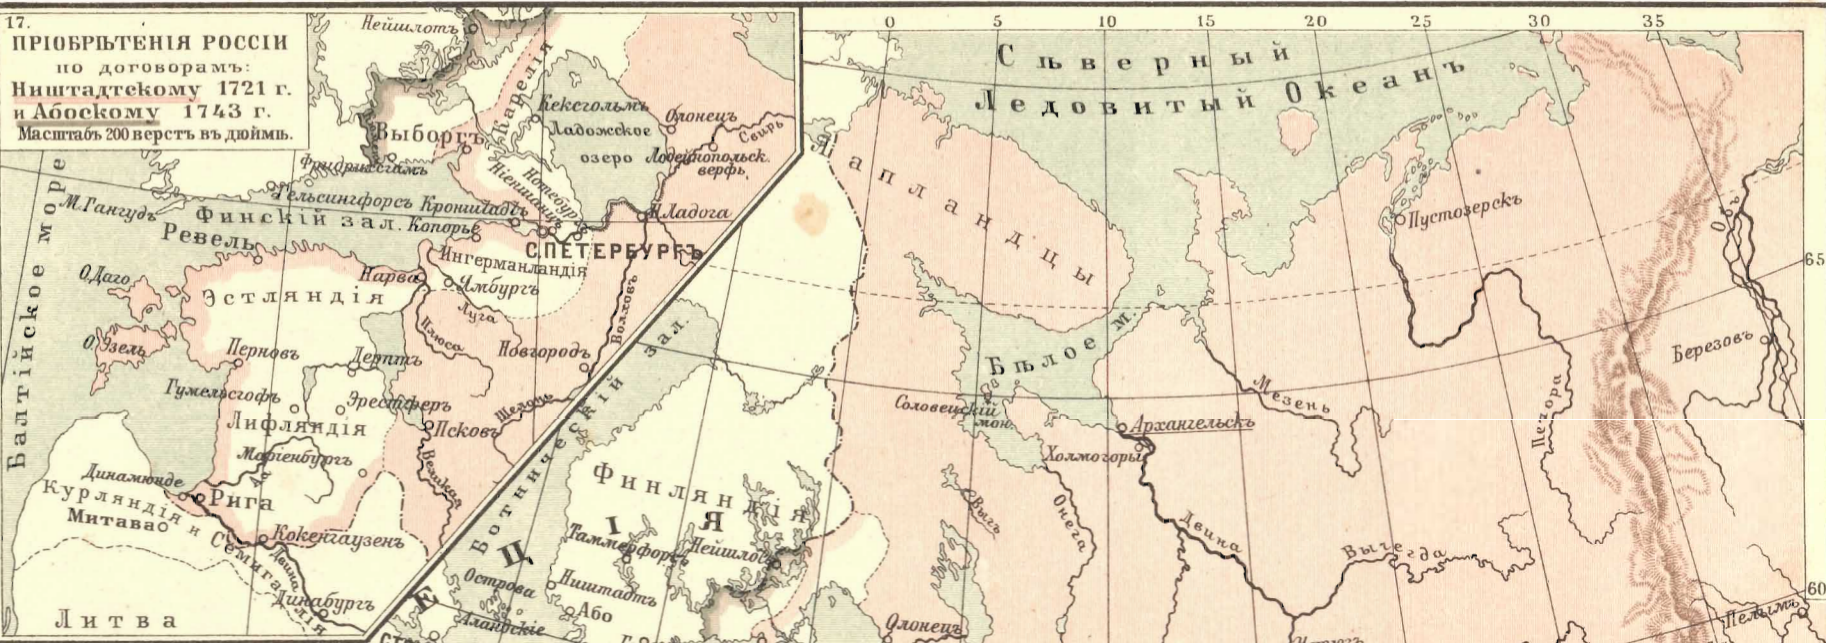 17.
ПРІОБРѢТЕНІЯ РОССІИ
по договорамъ:
Ништадтскому 1721 г.
и Абоскому 1743 г.
Масштабъ 200 верстъ въ дюймѣ.
Нейшлотъ
Карелія
Кексгольмъ
Ладожское
озеро
Олонецъ
Свирь
Лодейнопольск.
верфь
Выборгъ
Фридрихсгамъ
Ніеншанцъ
Нотебургъ
Гельсингфорсъ
Кроншладтъ
М.Гангудъ
Финскій зал.
Копорье
Н.Ладога
Ревель
С.ПЕТЕРБУРГЪ
Балтійское море
О.Даго
Нарва
Ингерманландія
Ямбургъ
Эстляндія
Луга
Плюса
Волховъ
О.Эзель
Перновъ
Дерптъ
Новгородъ
Гумельсгофъ
Эрестферъ
Шелонь
Лифляндія
Псковъ
Маріенбургъ
Аа
Великая
Динамюнде
Рига
Курляндія и Семигаллія
Митава
Кокенгаузенъ
Двина
Динабургъ
Литва
0 5 10 15 20 25 30 35
Сѣверный
Ледовитый Океанъ
Лапландцы
Пустозерскъ
Обь
65
Березовъ
Бѣлое м.
Соловецкій
мон.
Архангельскъ
Мезень
Печора
Холмогоры
Ботническій зал.
Финляндія
ЕЦІЯ
Таммерфорсъ
Нейшлотъ
Выгъ
Онега
Двина
Вычегда
Острова
Аландскіе
Ништадтъ
Або
Олонецъ
60
Пелымъ